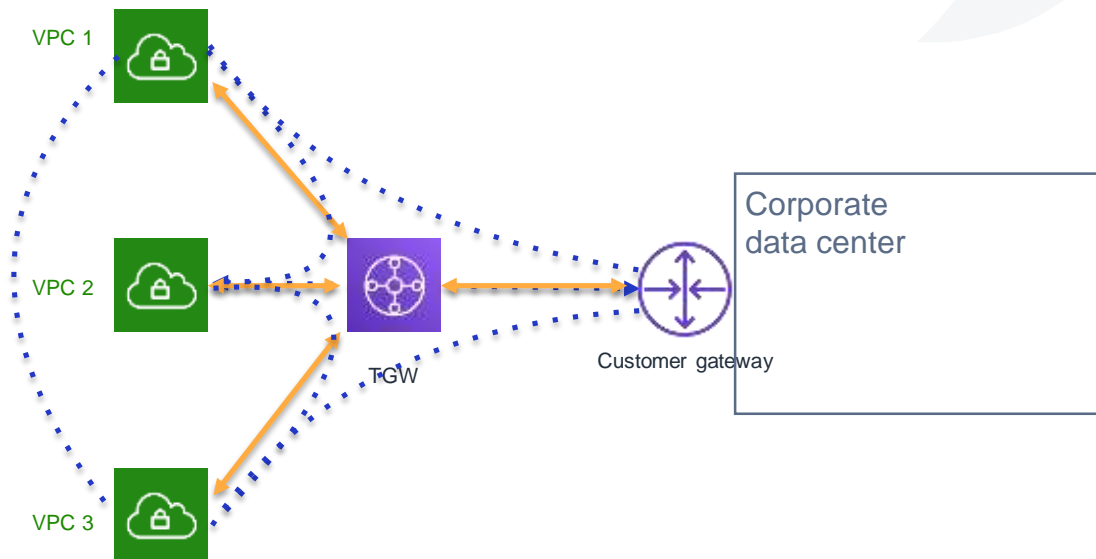 VPC 1
Corporate
data center
VPC 2
Customer gateway
TGW
VPC 3